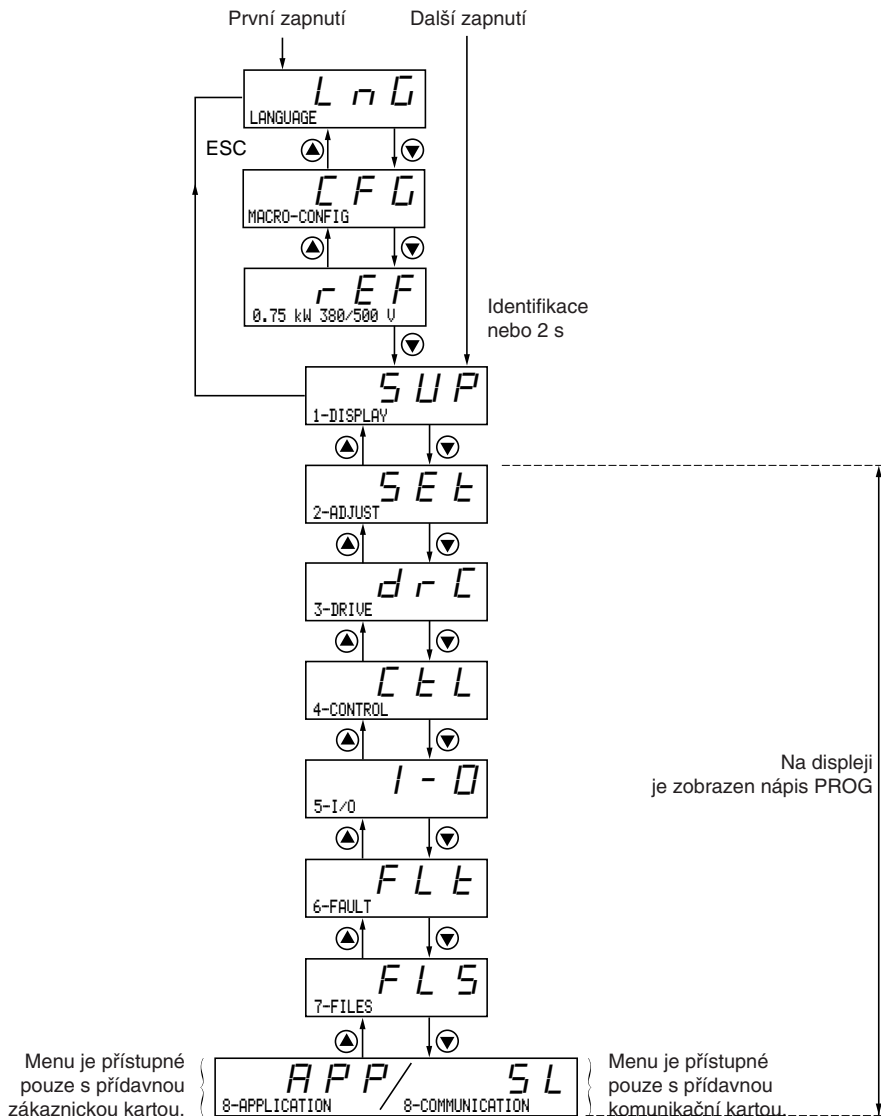 První zapnutí
Další zapnutí
LnG
LANGUAGE
ESC
CFG
MACRO-CONFIG
rEF
0.75 kW 380/500 V
Identifikace
nebo 2 s
SUP
1-DISPLAY
SEt
2-ADJUST
drC
3-DRIVE
CtL
4-CONTROL
I-O
5-I/O
Na displeji
je zobrazen nápis PROG
FLt
6-FAULT
FLS
7-FILES
Menu je přístupné
pouze s přídavnou
zákaznickou kartou.
APP/ SL
8-APPLICATION
8-COMMUNICATION
Menu je přístupné
pouze s přídavnou
komunikační kartou.